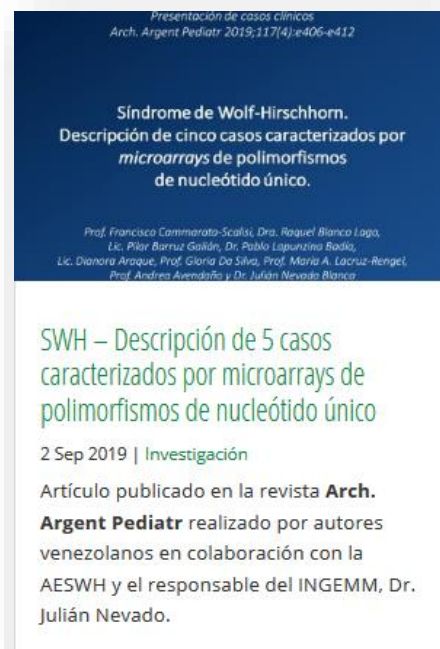 Presentación de casos clínicos
Arch. Argent Pediatr 2019;117(4):e406-e412
Síndrome de Wolf-Hirschhorn.
Descripción de cinco casos caracterizados por
microarrays de polimorfismos
de nucleótido único.
Prof. Francisco Cammarata-Scalisi, Dra. Raquel Blanco Lago,
Lic. Pilar Barruz Galián, Dr. Pablo Lapunzina Badía,
Lic. Dianora Araque, Prof. Gloria Da Silva, Prof. María A. Lacruz-Rengel,
Prof. Andrea Avendaño y Dr. Julián Nevado Blanco
SWH – Descripción de 5 casos
caracterizados por microarrays de
polimorfismos de nucleótido único
2 Sep 2019 | Investigación
Artículo publicado en la revista Arch.
Argent Pediatr realizado por autores
venezolanos en colaboración con la
AESWH y el responsable del INGEMM, Dr.
Julián Nevado.